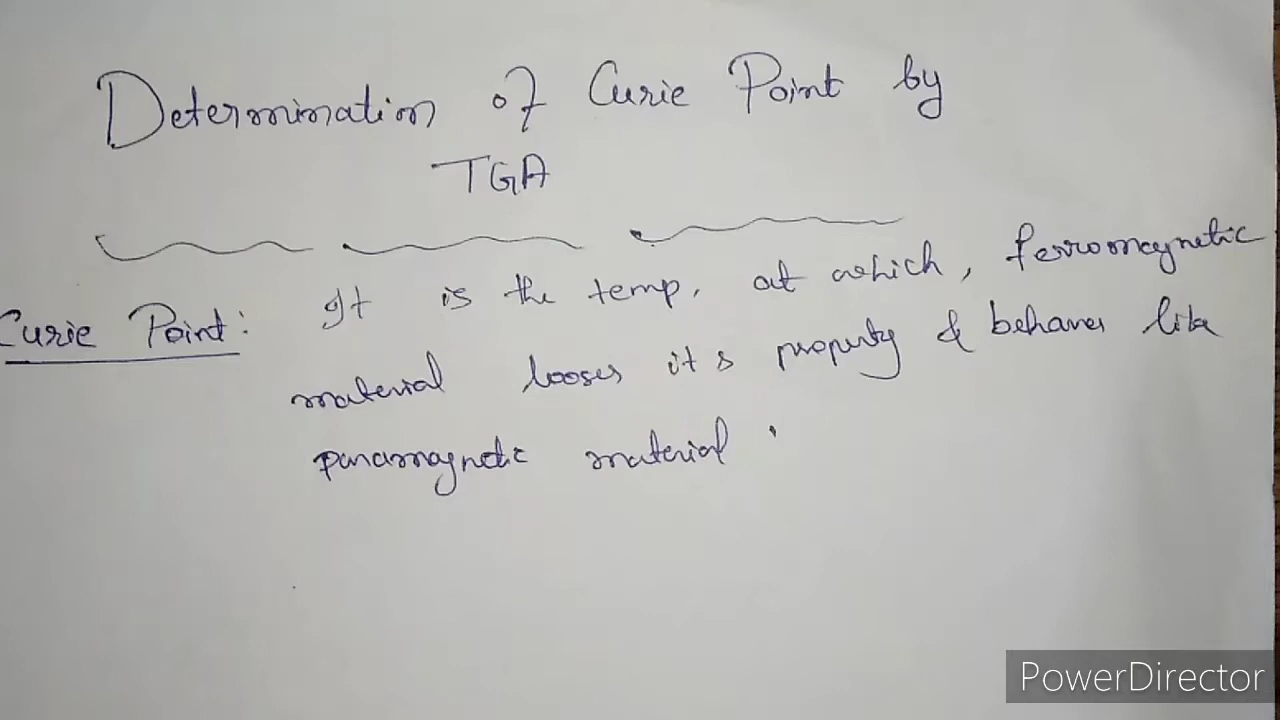 Determination of Curie Point by
TGA
Curie Point: It is the temp. at which, ferromagnetic
material looses it's property & behaves like
paramagnetic material.
PowerDirector